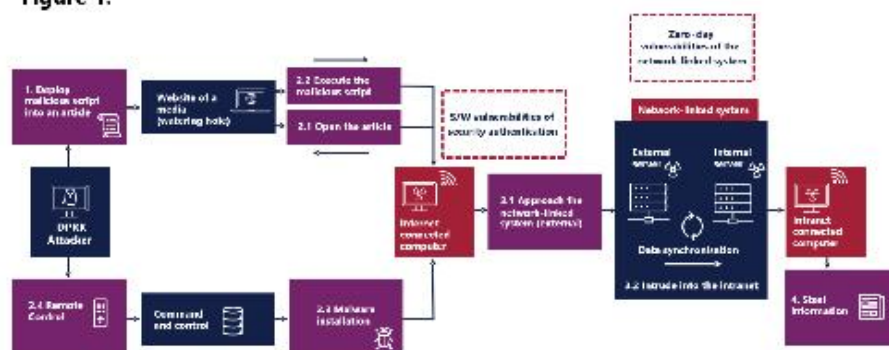 Figure 1.
Zero-day
vulnerabilities of the
network-linked system
1. Deploy
malicious script
into an article
Website of a
media
(watering hole)
2.2 Execute the
malicious script
2.1 Open the article
S/W vulnerabilities of
security authentication
Network-linked system
External
server
Internal
server
Data synchronisation
3.2 Intrude into the intranet
DPRK
Attacker
Internet
connected
computer
3.1 Approach the
network-linked
system (external)
Intranet
connected
computer
2.4 Remote
Control
Command
and control
2.3 Malware
installation
4. Steal
Information